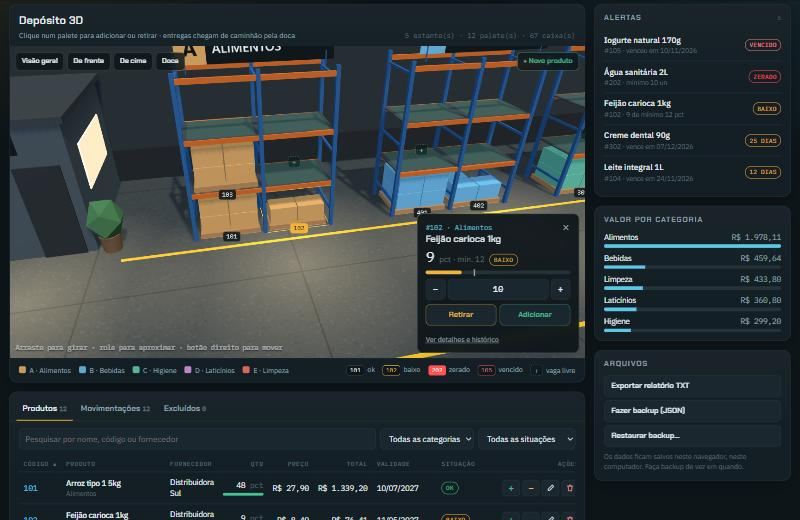 Depósito 3D
Clique num palete para adicionar ou retirar · entregas chegam de caminhão pela doca
5 estante(s) · 12 palete(s) · 67 caixa(s)
Visão geral
De frente
De cima
Doca
A ALIMENTOS
+ Novo produto
103
101
102
402
#102 · Alimentos
Feijão carioca 1kg
9 pct · mín. 12 BAIXO
− 10 +
Retirar
Adicionar
Ver detalhes e histórico
Arraste para girar · role para aproximar · botão direito para mover
A · Alimentos
B · Bebidas
C · Higiene
D · Laticínios
E · Limpeza
101 ok
102 baixo
202 zerado
105 vencido
vaga livre
Produtos 12
Movimentações 12
Excluídos 0
Pesquisar por nome, código ou fornecedor
Todas as categorias
Todas as situações
CÓDIGO ▲ PRODUTO FORNECEDOR QTD PREÇO TOTAL VALIDADE SITUAÇÃO AÇÕE
101 Arroz tipo 1 5kg Distribuidora Sul 48 pct R$ 27,90 R$ 1.339,20 10/07/2027 OK + −
Alimentos
102 Feijão carioca 1kg Distribuidora 9 pct
ALERTAS 5
Iogurte natural 170g VENCIDO
#105 · venceu em 10/11/2026
Água sanitária 2L ZERADO
#202 · mínimo 10 un
Feijão carioca 1kg BAIXO
#102 · 9 de mínimo 12 pct
Creme dental 90g 25 DIAS
#302 · vence em 07/12/2026
Leite integral 1L 12 DIAS
#104 · vence em 24/11/2026
VALOR POR CATEGORIA
Alimentos R$ 1.978,11
Bebidas R$ 459,64
Limpeza R$ 433,80
Laticínios R$ 360,80
Higiene R$ 299,20
ARQUIVOS
Exportar relatório TXT
Fazer backup (JSON)
Restaurar backup...
Os dados ficam salvos neste navegador, neste
computador. Faça backup de vez em quando.